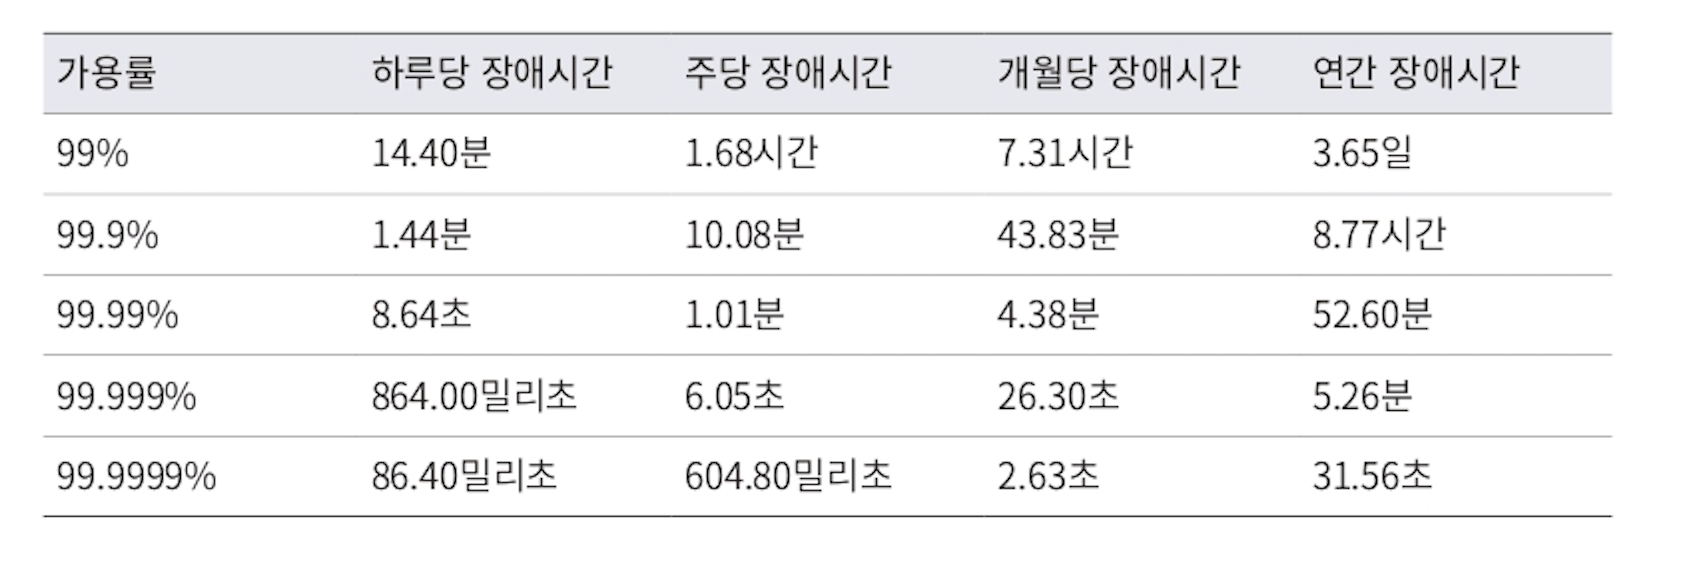 가용률 하루당 장애시간 주당 장애시간 개월당 장애시간 연간 장애시간
99% 14.40분 1.68시간 7.31시간 3.65일
99.9% 1.44분 10.08분 43.83분 8.77시간
99.99% 8.64초 1.01분 4.38분 52.60분
99.999% 864.00밀리초 6.05초 26.30초 5.26분
99.9999% 86.40밀리초 604.80밀리초 2.63초 31.56초